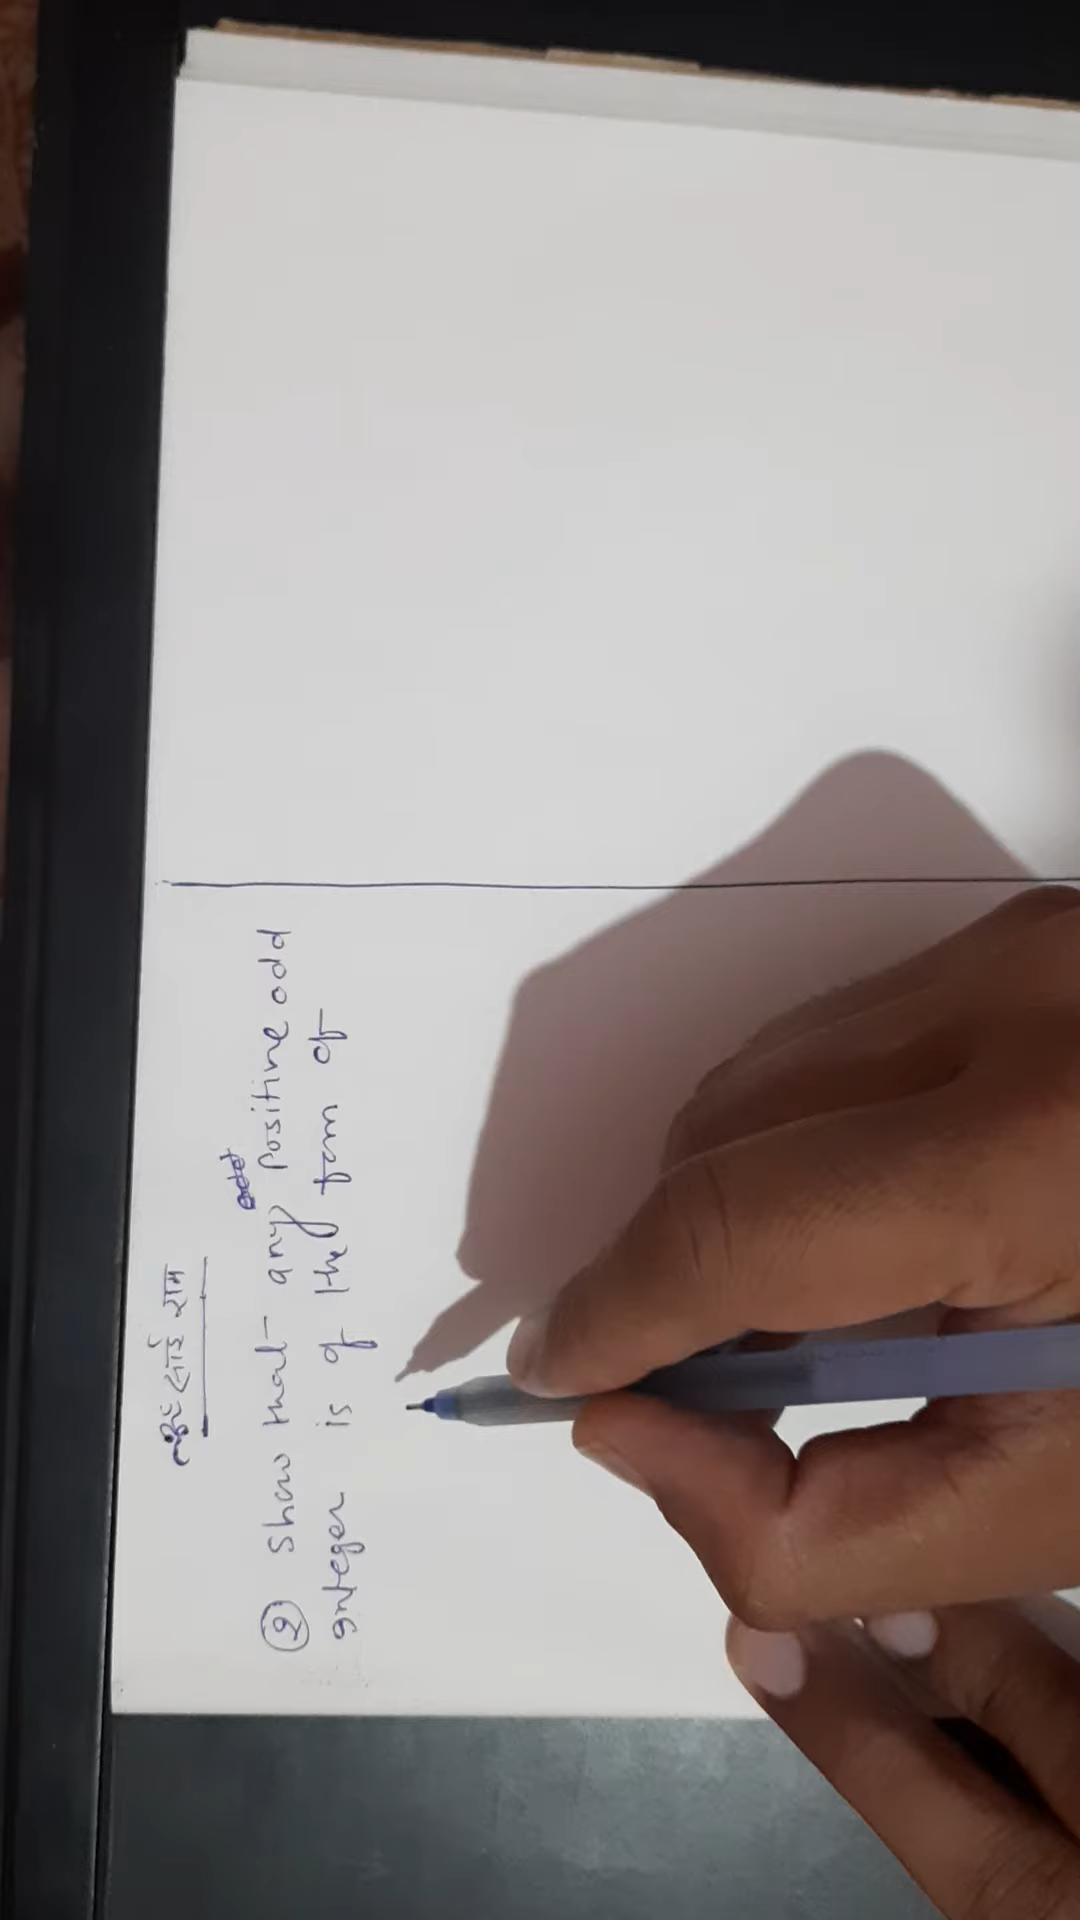 साई राम
② Show that any positive odd
integer is of the form of